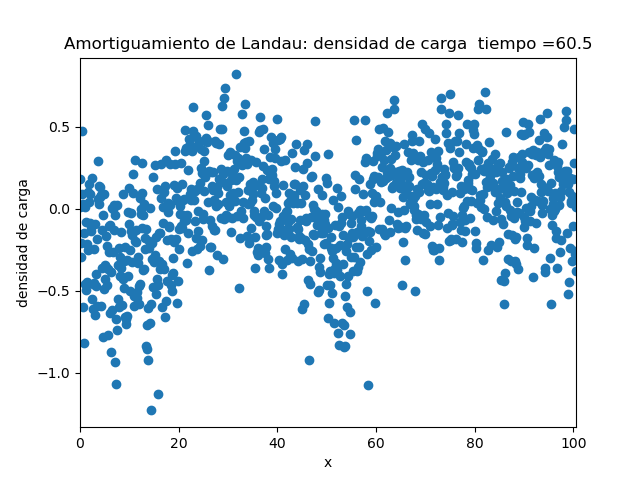 Amortiguamiento de Landau: densidad de carga  tiempo =60.5
densidad de carga
0.5
0.0
−0.5
−1.0
0 20 40 60 80 100
x